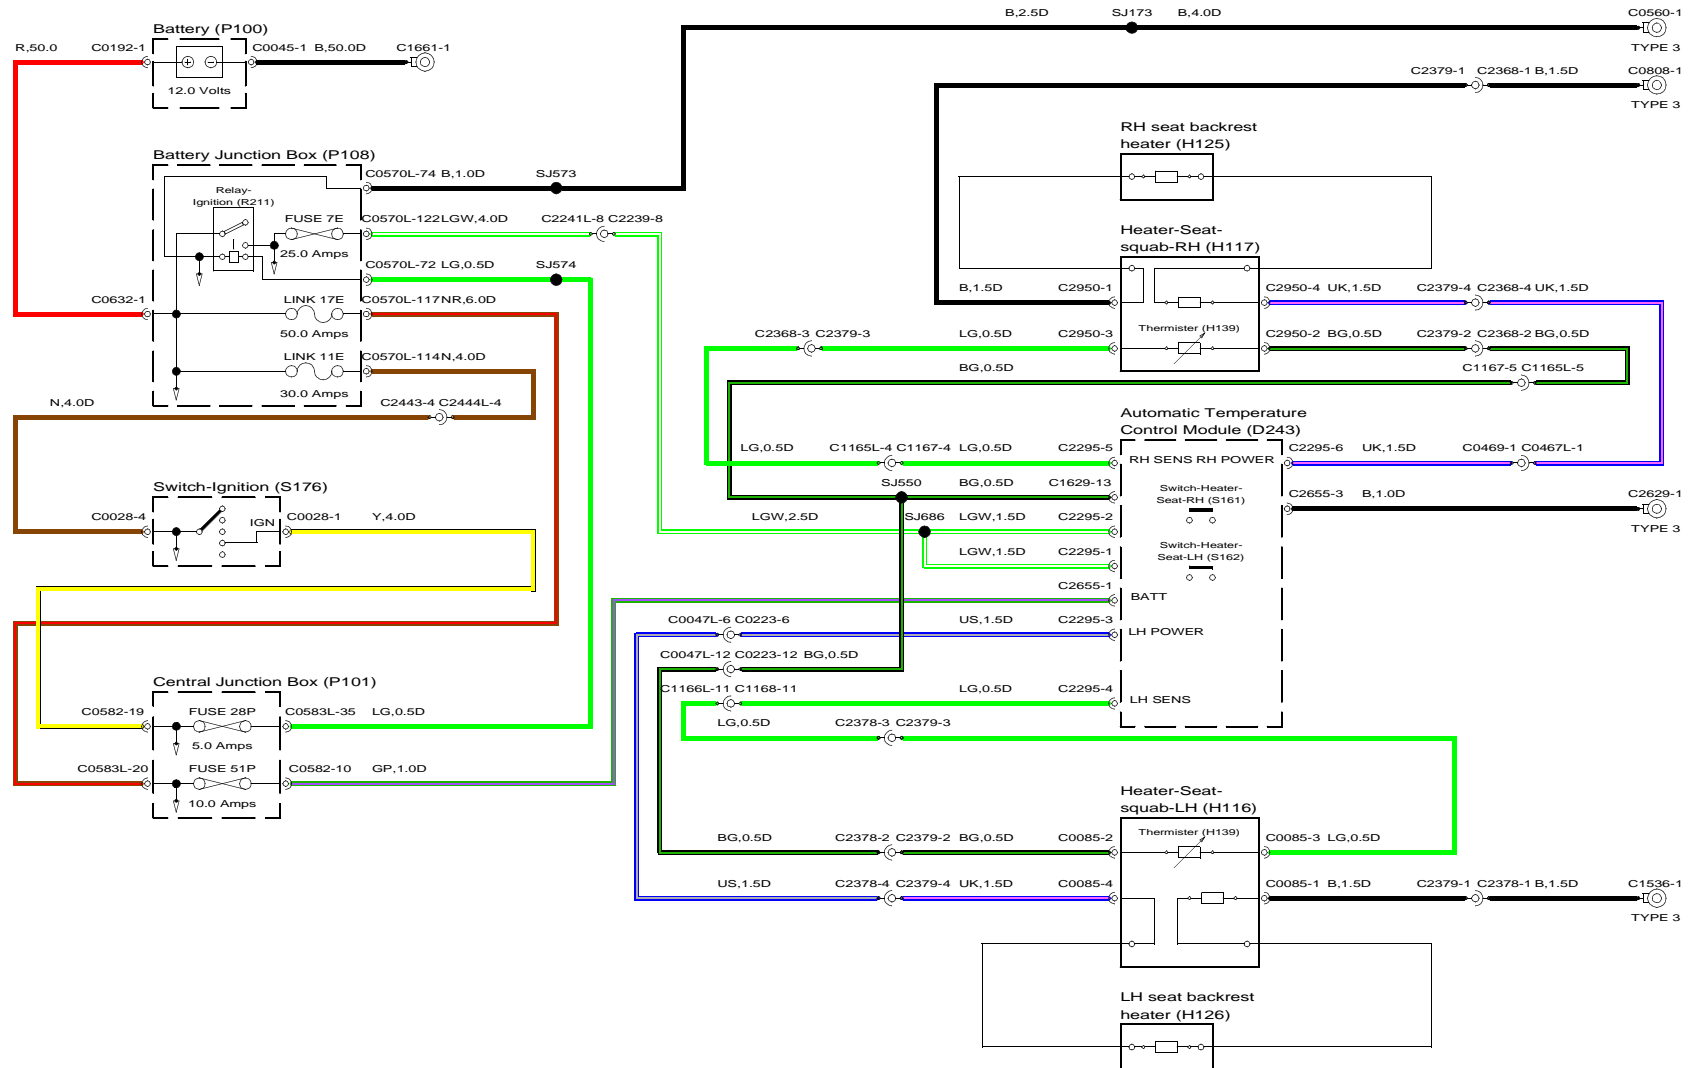 B,2.5D SJ173 B,4.0D C0560-1
TYPE 3
Battery (P100)
R,50.0 C0192-1 C0045-1 B,50.0D C1661-1
12.0 Volts
C2379-1 C2368-1 B,1.5D C0808-1
TYPE 3
RH seat backrest
heater (H125)
Battery Junction Box (P108)
C0570L-74 B,1.0D SJ573
Relay-
Ignition (R211)
FUSE 7E C0570L-122LGW,4.0D C2241L-8 C2239-8
25.0 Amps
C0570L-72 LG,0.5D SJ574
C0632-1 LINK 17E C0570L-117NR,6.0D
50.0 Amps
LINK 11E C0570L-114N,4.0D
30.0 Amps
Heater-Seat-
squab-RH (H117)
B,1.5D C2950-1 C2950-4 UK,1.5D C2379-4 C2368-4 UK,1.5D
Thermister (H139)
C2368-3 C2379-3 LG,0.5D C2950-3 C2950-2 BG,0.5D C2379-2 C2368-2 BG,0.5D
BG,0.5D C1167-5 C1165L-5
N,4.0D C2443-4 C2444L-4
Automatic Temperature
Control Module (D243)
LG,0.5D C1165L-4 C1167-4 LG,0.5D C2295-5 RH SENS RH POWER C2295-6 UK,1.5D C0469-1 C0467L-1
SJ550 BG,0.5D C1629-13
Switch-Heater-
Seat-RH (S161)
C2655-3 B,1.0D C2629-1
TYPE 3
Switch-Ignition (S176)
C0028-4 IGN C0028-1 Y,4.0D
LGW,2.5D SJ686 LGW,1.5D C2295-2
LGW,1.5D C2295-1
Switch-Heater-
Seat-LH (S162)
C2655-1 BATT
C0047L-6 C0223-6 US,1.5D C2295-3 LH POWER
C0047L-12 C0223-12 BG,0.5D
C1166L-11 C1168-11 LG,0.5D C2295-4 LH SENS
LG,0.5D C2378-3 C2379-3
Central Junction Box (P101)
C0582-19 FUSE 28P C0583L-35 LG,0.5D
5.0 Amps
C0583L-20 FUSE 51P C0582-10 GP,1.0D
10.0 Amps
Heater-Seat-
squab-LH (H116)
Thermister (H139)
BG,0.5D C2378-2 C2379-2 BG,0.5D C0085-2 C0085-3 LG,0.5D
US,1.5D C2378-4 C2379-4 UK,1.5D C0085-4 C0085-1 B,1.5D C2379-1 C2378-1 B,1.5D C1536-1
TYPE 3
LH seat backrest
heater (H126)